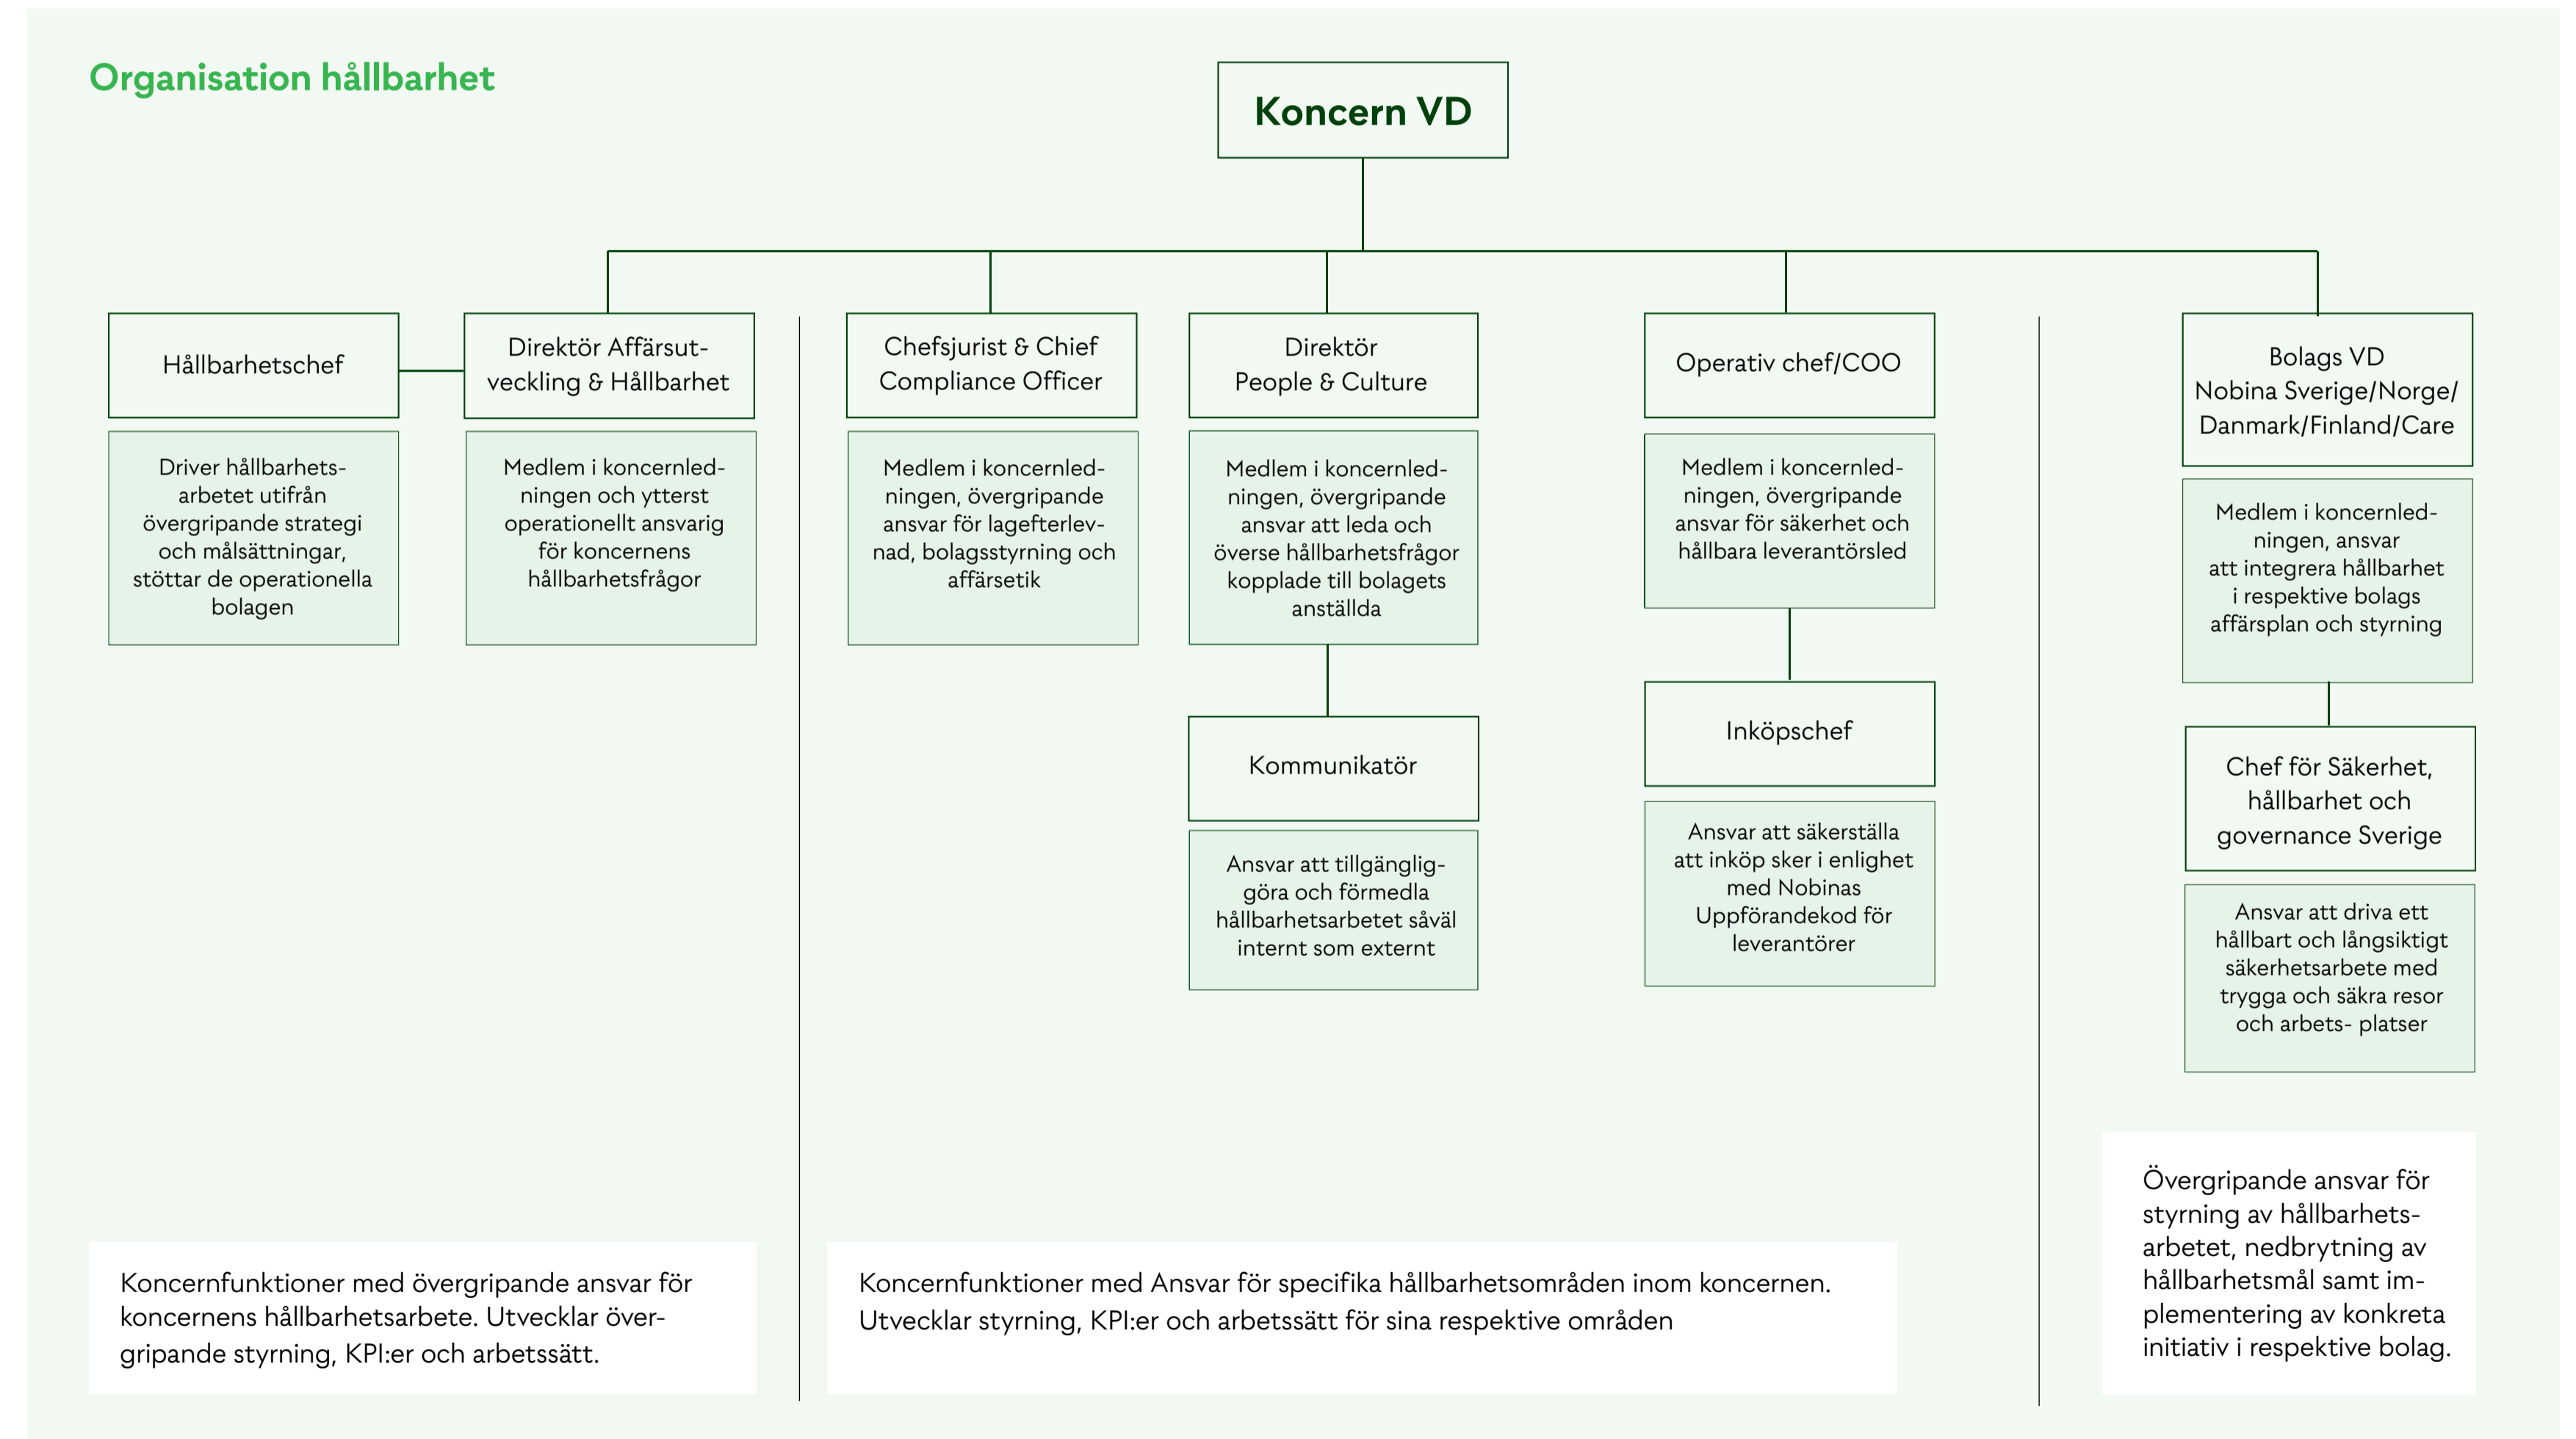 Organisation hållbarhet
Koncern VD
Hållbarhetschef
Driver hållbarhets-
arbetet utifrån
övergripande strategi
och målsättningar,
stöttar de operationella
bolagen
Direktör Affärsut-
veckling & Hållbarhet
Medlem i koncernled-
ningen och ytterst
operationellt ansvarig
för koncernens
hållbarhetsfrågor
Chefsjurist & Chief
Compliance Officer
Medlem i koncernled-
ningen, övergripande
ansvar för lagefterlev-
nad, bolagsstyrning och
affärsetik
Direktör
People & Culture
Medlem i koncernled-
ningen, övergripande
ansvar att leda och
överse hållbarhetsfrågor
kopplade till bolagets
anställda
Kommunikatör
Ansvar att tillgänglig-
göra och förmedla
hållbarhetsarbetet såväl
internt som externt
Operativ chef/COO
Medlem i koncernled-
ningen, övergripande
ansvar för säkerhet och
hållbara leverantörsled
Inköpschef
Ansvar att säkerställa
att inköp sker i enlighet
med Nobinas
Uppförandekod för
leverantörer
Bolags VD
Nobina Sverige/Norge/
Danmark/Finland/Care
Medlem i koncernled-
ningen, ansvar
att integrera hållbarhet
i respektive bolags
affärsplan och styrning
Chef för Säkerhet,
hållbarhet och
governance Sverige
Ansvar att driva ett
hållbart och långsiktigt
säkerhetsarbete med
trygga och säkra resor
och arbets- platser
Koncernfunktioner med övergripande ansvar för
koncernens hållbarhetsarbete. Utvecklar över-
gripande styrning, KPI:er och arbetssätt.
Koncernfunktioner med Ansvar för specifika hållbarhetsområden inom koncernen.
Utvecklar styrning, KPI:er och arbetssätt för sina respektive områden
Övergripande ansvar för
styrning av hållbarhets-
arbetet, nedbrytning av
hållbarhetsmål samt im-
plementering av konkreta
initiativ i respektive bolag.